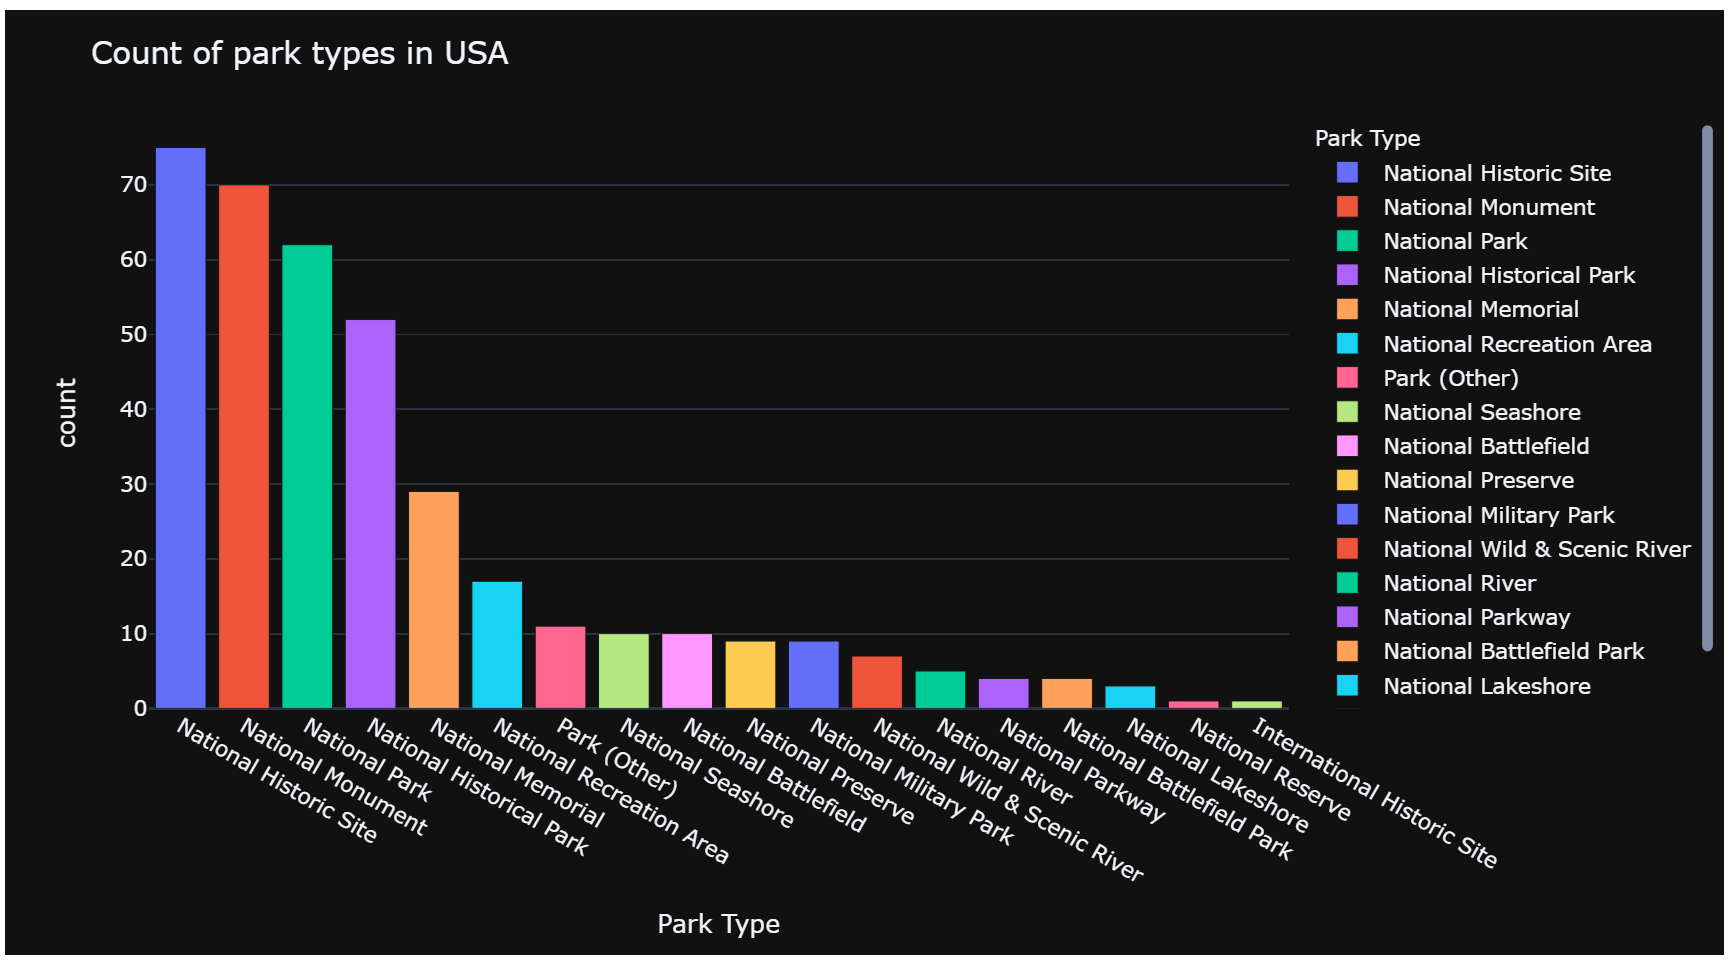 Count of park types in USA
count
70
60
50
40
30
20
10
0
National Historic Site
National Monument
National Park
National Historical Park
National Memorial
National Recreation Area
Park (Other)
National Seashore
National Battlefield
National Preserve
National Military Park
National Wild & Scenic River
National River
National Parkway
National Battlefield Park
National Lakeshore
National Reserve
International Historic Site
Park Type
Park Type
National Historic Site
National Monument
National Park
National Historical Park
National Memorial
National Recreation Area
Park (Other)
National Seashore
National Battlefield
National Preserve
National Military Park
National Wild & Scenic River
National River
National Parkway
National Battlefield Park
National Lakeshore